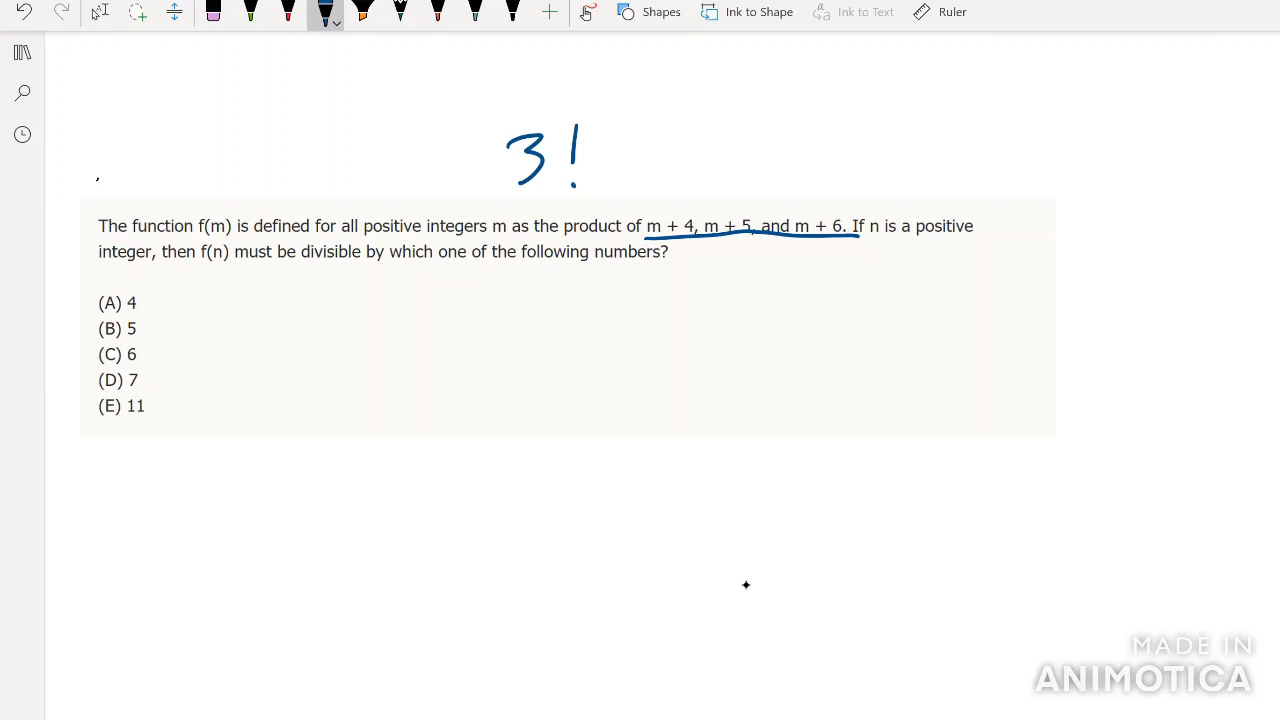 Shapes Ink to Shape Ink to Text Ruler
3!
,
The function f(m) is defined for all positive integers m as the product of m + 4, m + 5, and m + 6. If n is a positive
integer, then f(n) must be divisible by which one of the following numbers?
(A) 4
(B) 5
(C) 6
(D) 7
(E) 11
MADE IN
ANIMOTICA